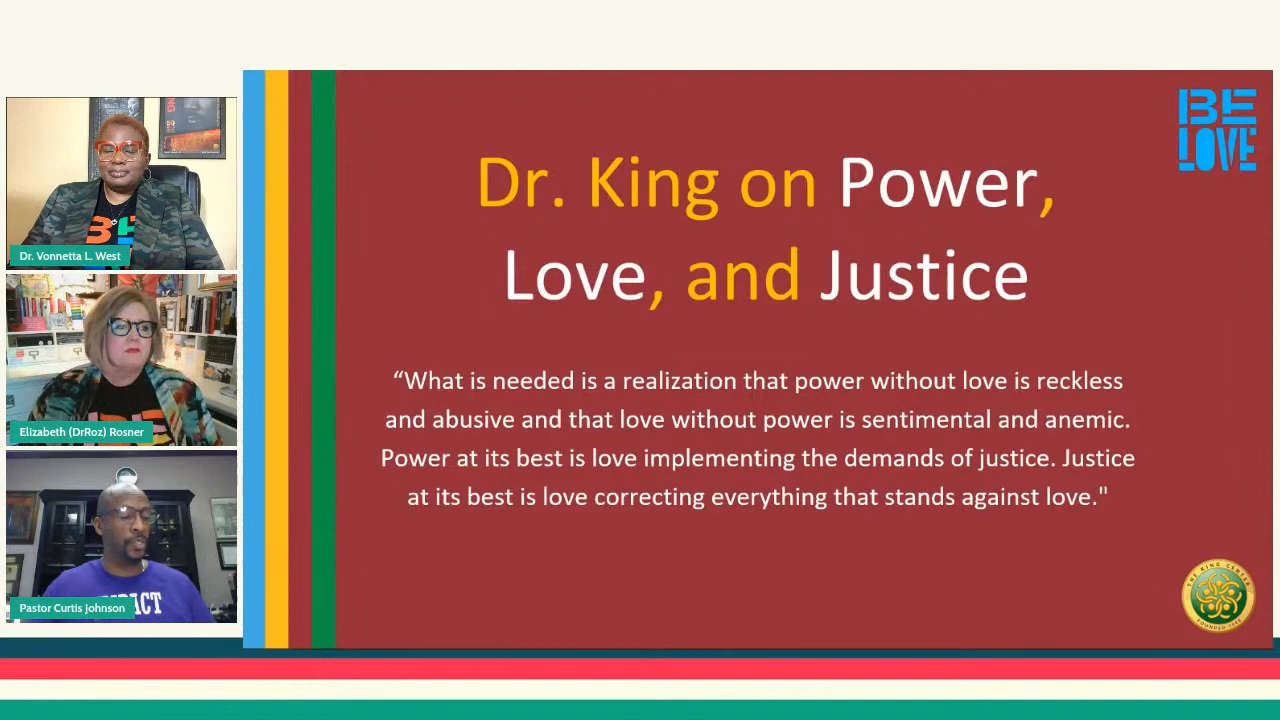 Dr. King on Power,
Love, and Justice
“What is needed is a realization that power without love is reckless
and abusive and that love without power is sentimental and anemic.
Power at its best is love implementing the demands of justice. Justice
at its best is love correcting everything that stands against love."
BE
LOVE
THE KING CENTER
Dr. Vonnetta L. West
Elizabeth (DrRoz) Rosner
Pastor Curtis Johnson